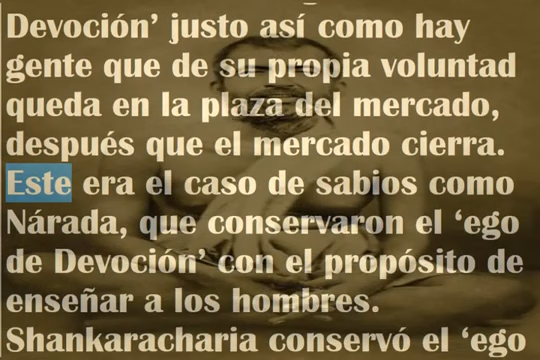 Devoción’ justo así como hay
gente que de su propia voluntad
queda en la plaza del mercado,
después que el mercado cierra.
Este era el caso de sabios como
Nárada, que conservaron el ‘ego
de Devoción’ con el propósito de
enseñar a los hombres.
Shankaracharia conservó el ‘ego